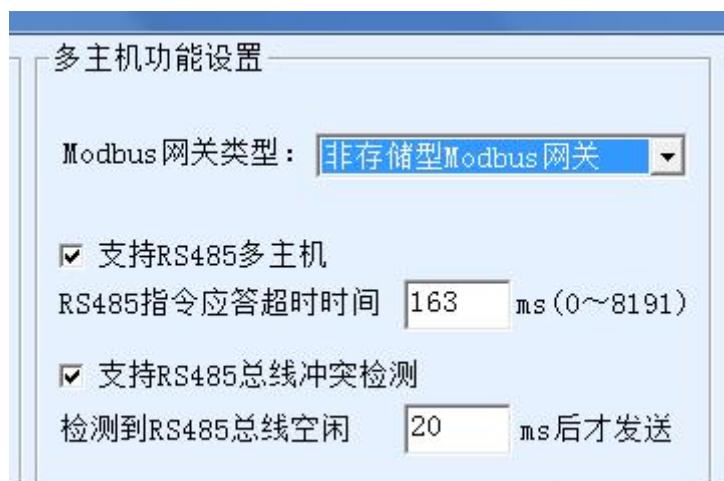 多主机功能设置
Modbus网关类型： 非存储型Modbus网关
支持RS485多主机
RS485指令应答超时时间 163 ms(0～8191)
支持RS485总线冲突检测
检测到RS485总线空闲 20 ms后才发送